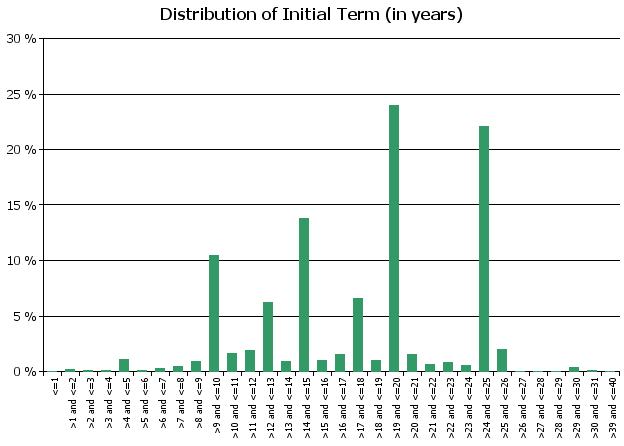 Distribution of Initial Term (in years)
30 %
25 %
20 %
15 %
10 %
5 %
0 %
<=1
>1 and <=2
>2 and <=3
>3 and <=4
>4 and <=5
>5 and <=6
>6 and <=7
>7 and <=8
>8 and <=9
>9 and <=10
>10 and <=11
>11 and <=12
>12 and <=13
>13 and <=14
>14 and <=15
>15 and <=16
>16 and <=17
>17 and <=18
>18 and <=19
>19 and <=20
>20 and <=21
>21 and <=22
>22 and <=23
>23 and <=24
>24 and <=25
>25 and <=26
>26 and <=27
>27 and <=28
>28 and <=29
>29 and <=30
>30 and <=31
>39 and <=40